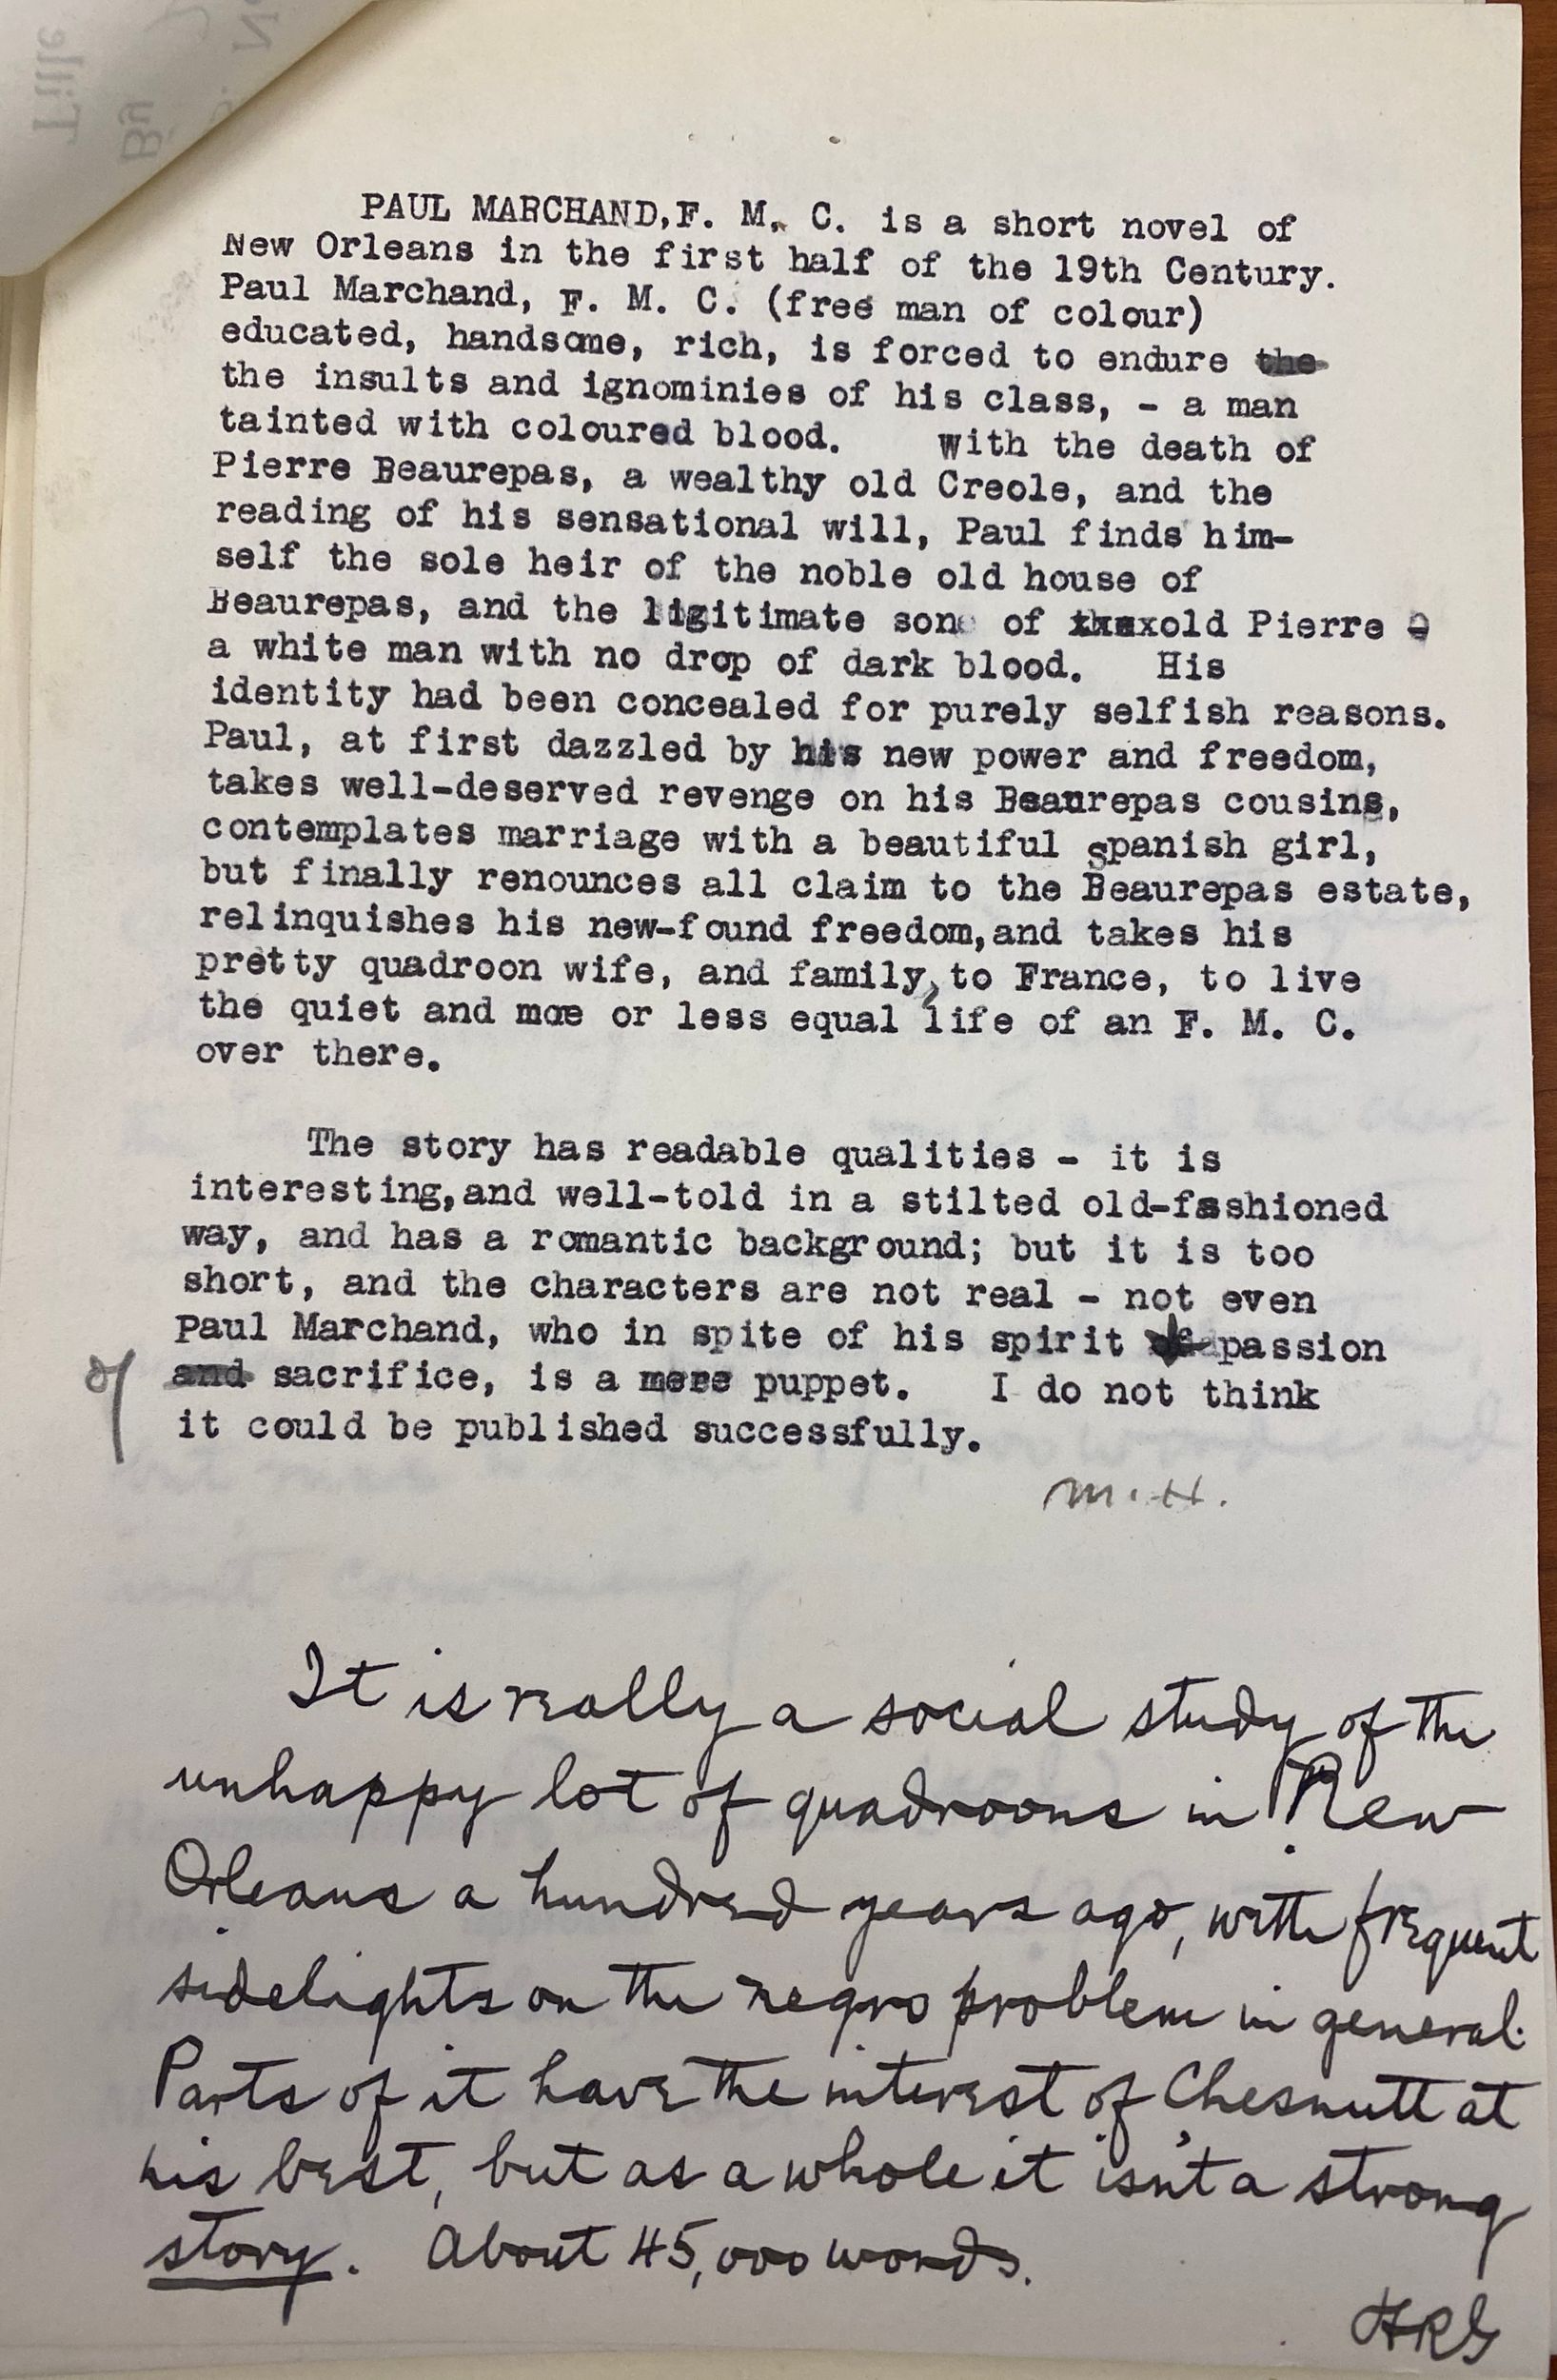 Title
By
PAUL MARCHAND,F. M. C. is a short novel of
New Orleans in the first half of the 19th Century.
Paul Marchand, F. M. C. (free man of colour)
educated, handsome, rich, is forced to endure the
the insults and ignominies of his class, - a man
tainted with coloured blood. With the death of
Pierre Beaurepas, a wealthy old Creole, and the
reading of his sensational will, Paul finds him-
self the sole heir of the noble old house of
Beaurepas, and the ligitimate son of thexold Pierre
a white man with no drop of dark blood. His
identity had been concealed for purely selfish reasons.
Paul, at first dazzled by his new power and freedom,
takes well-deserved revenge on his Beaurepas cousins,
contemplates marriage with a beautiful Spanish girl,
but finally renounces all claim to the Beaurepas estate,
relinquishes his new-found freedom,and takes his
pretty quadroon wife, and family, to France, to live
the quiet and moe or less equal life of an F. M. C.
over there.
The story has readable qualities - it is
interesting,and well-told in a stilted old-fashioned
way, and has a romantic background; but it is too
short, and the characters are not real - not even
Paul Marchand, who in spite of his spirit of passion
of and sacrifice, is a mere puppet. I do not think
it could be published successfully.
M. H.
It is really a social study of the
unhappy lot of quadroons in New
Orleans a hundred years ago, with frequent
sidelights on the negro problem in general.
Parts of it have the interest of Chesnutt at
his best, but as a whole it isn't a strong
story. About 45,000 words.
HRG